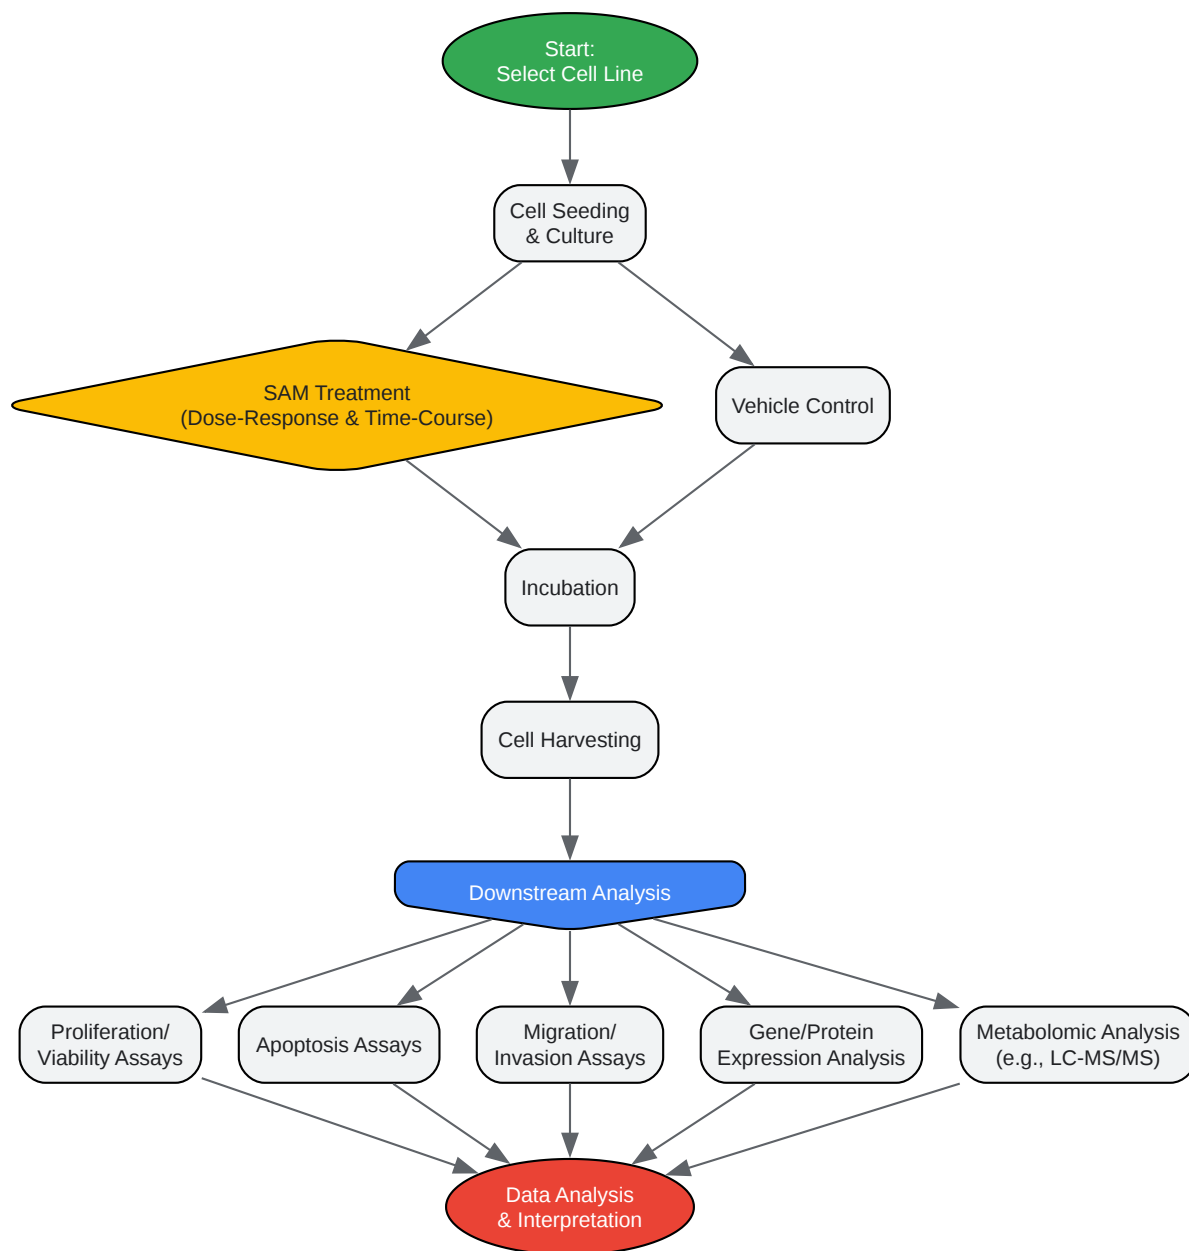 Start:
Select Cell Line
Cell Seeding
& Culture
SAM Treatment
(Dose-Response & Time-Course)
Vehicle Control
Incubation
Cell Harvesting
Downstream Analysis
Proliferation/
Viability Assays
Apoptosis Assays
Migration/
Invasion Assays
Gene/Protein
Expression Analysis
Metabolomic Analysis
(e.g., LC-MS/MS)
Data Analysis
& Interpretation